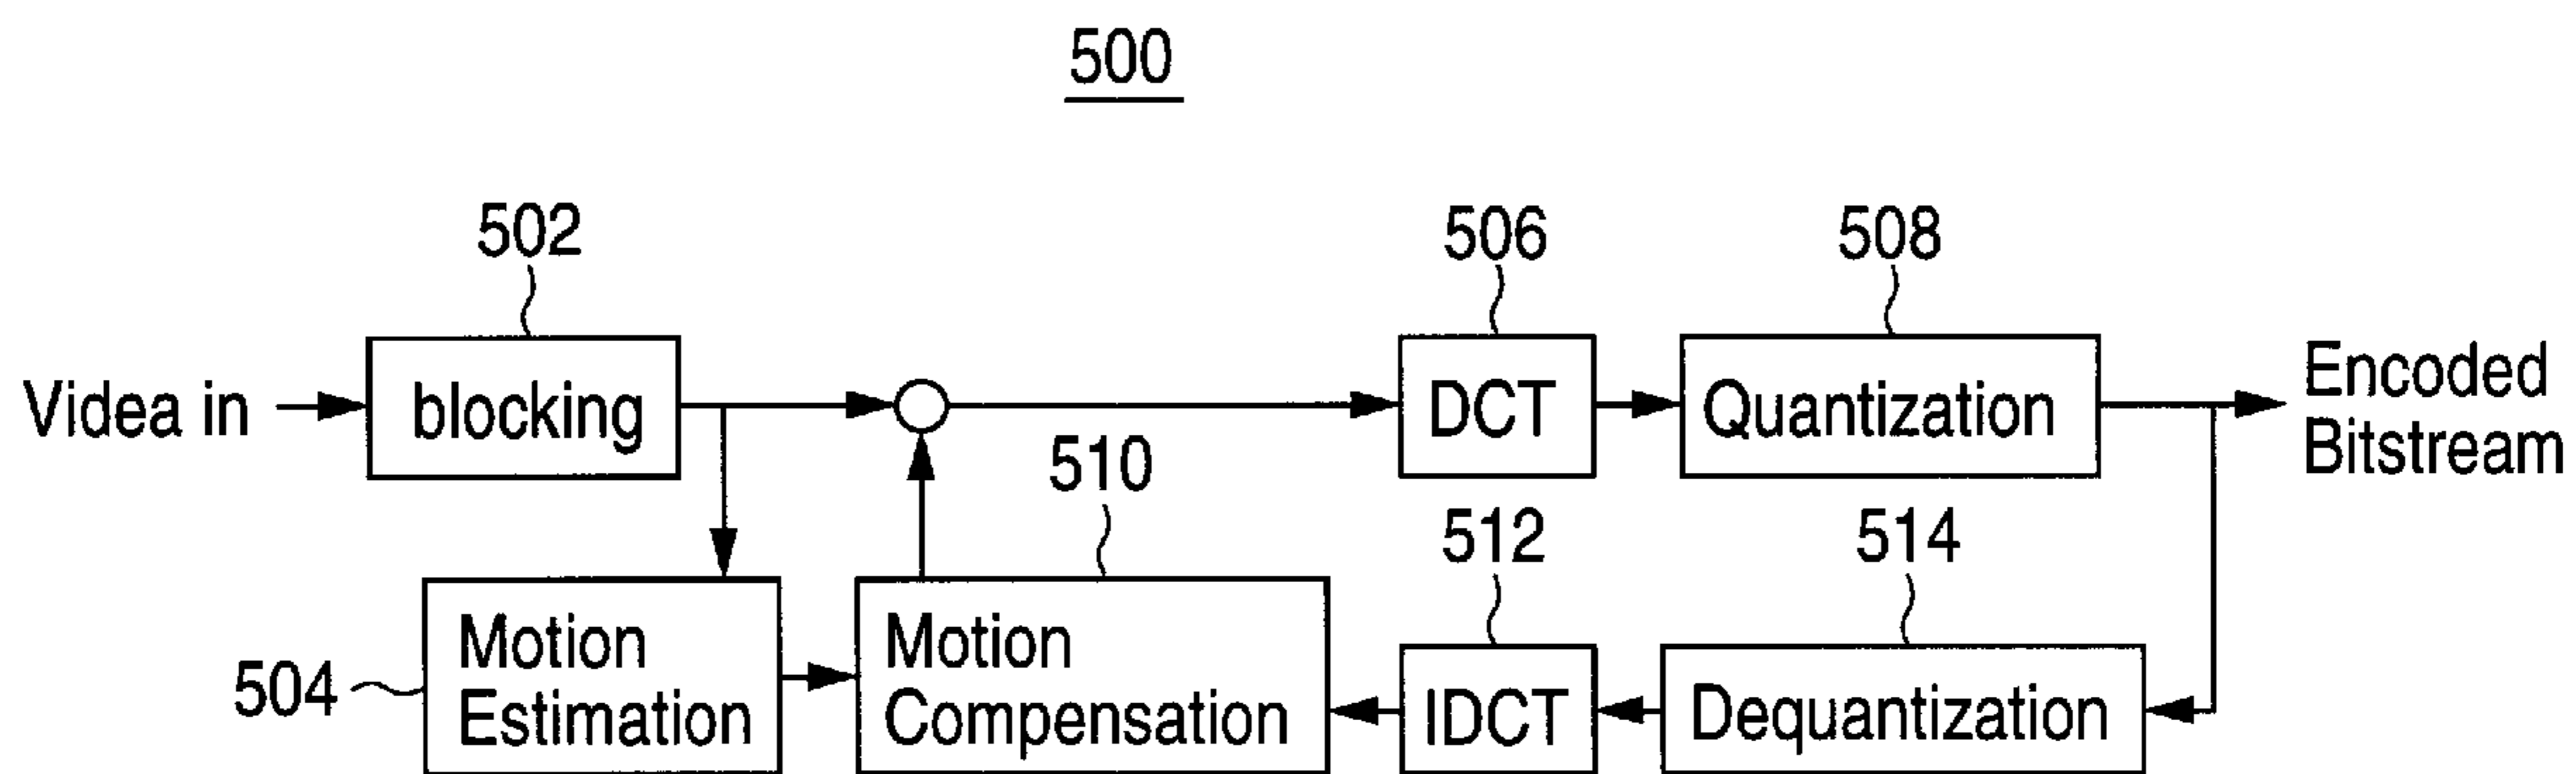 500
502
506
508
Videa in
blocking
DCT
Quantization
Encoded
Bitstream
510
512
514
504
Motion
Estimation
Motion
Compensation
IDCT
Dequantization